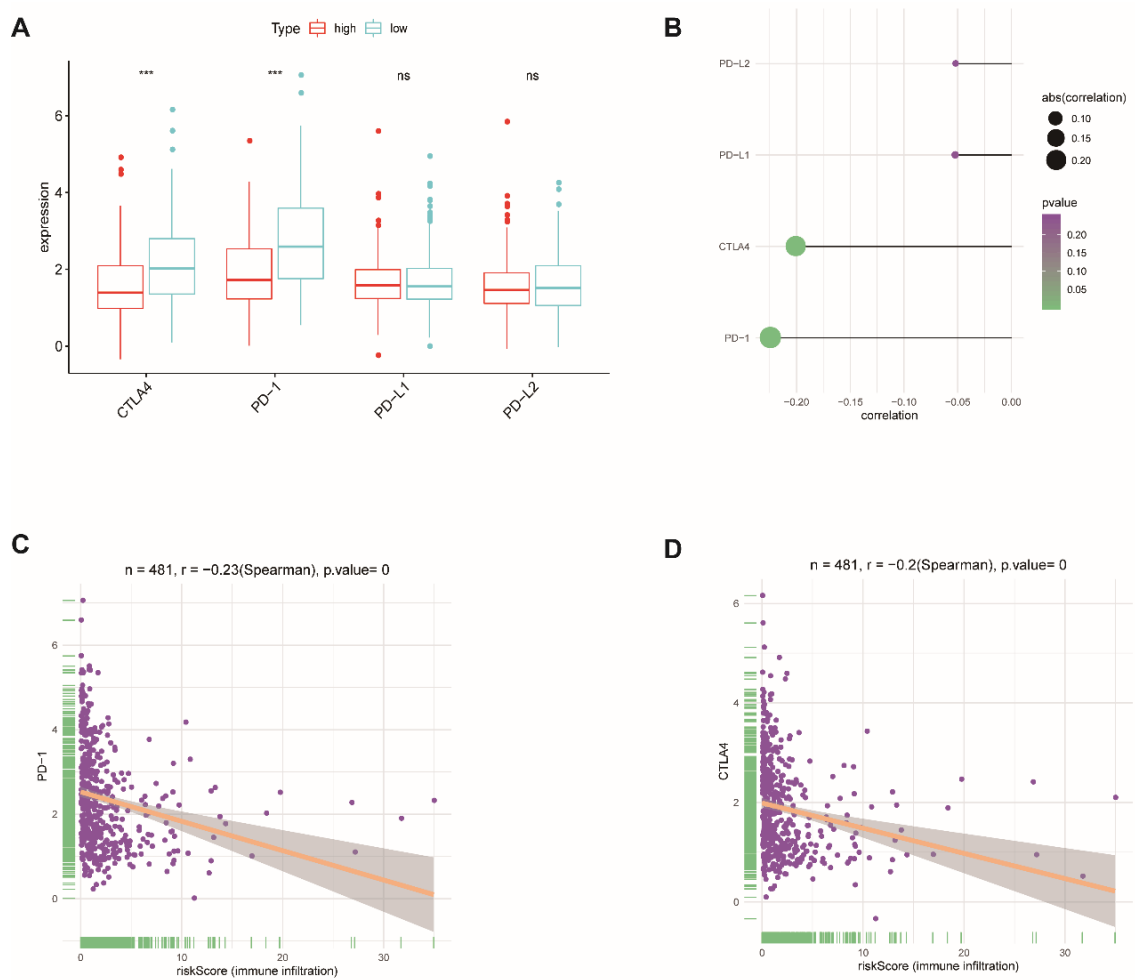 A
Type high low
*** *** ns ns
6
4
2
0
expression
CTLA4 PD-1 PD-L1 PD-L2
B
PD-L2
PD-L1
CTLA4
PD-1
−0.20 −0.15 −0.10 −0.05 0.00
correlation
abs(correlation)
0.10
0.15
0.20
pvalue
0.20
0.15
0.10
0.05
C
n = 481, r = −0.23(Spearman), p.value= 0
6
4
2
0
PD-1
0 10 20 30
riskScore (immune infiltration)
D
n = 481, r = −0.2(Spearman), p.value= 0
6
4
2
0
CTLA4
0 10 20 30
riskScore (immune infiltration)